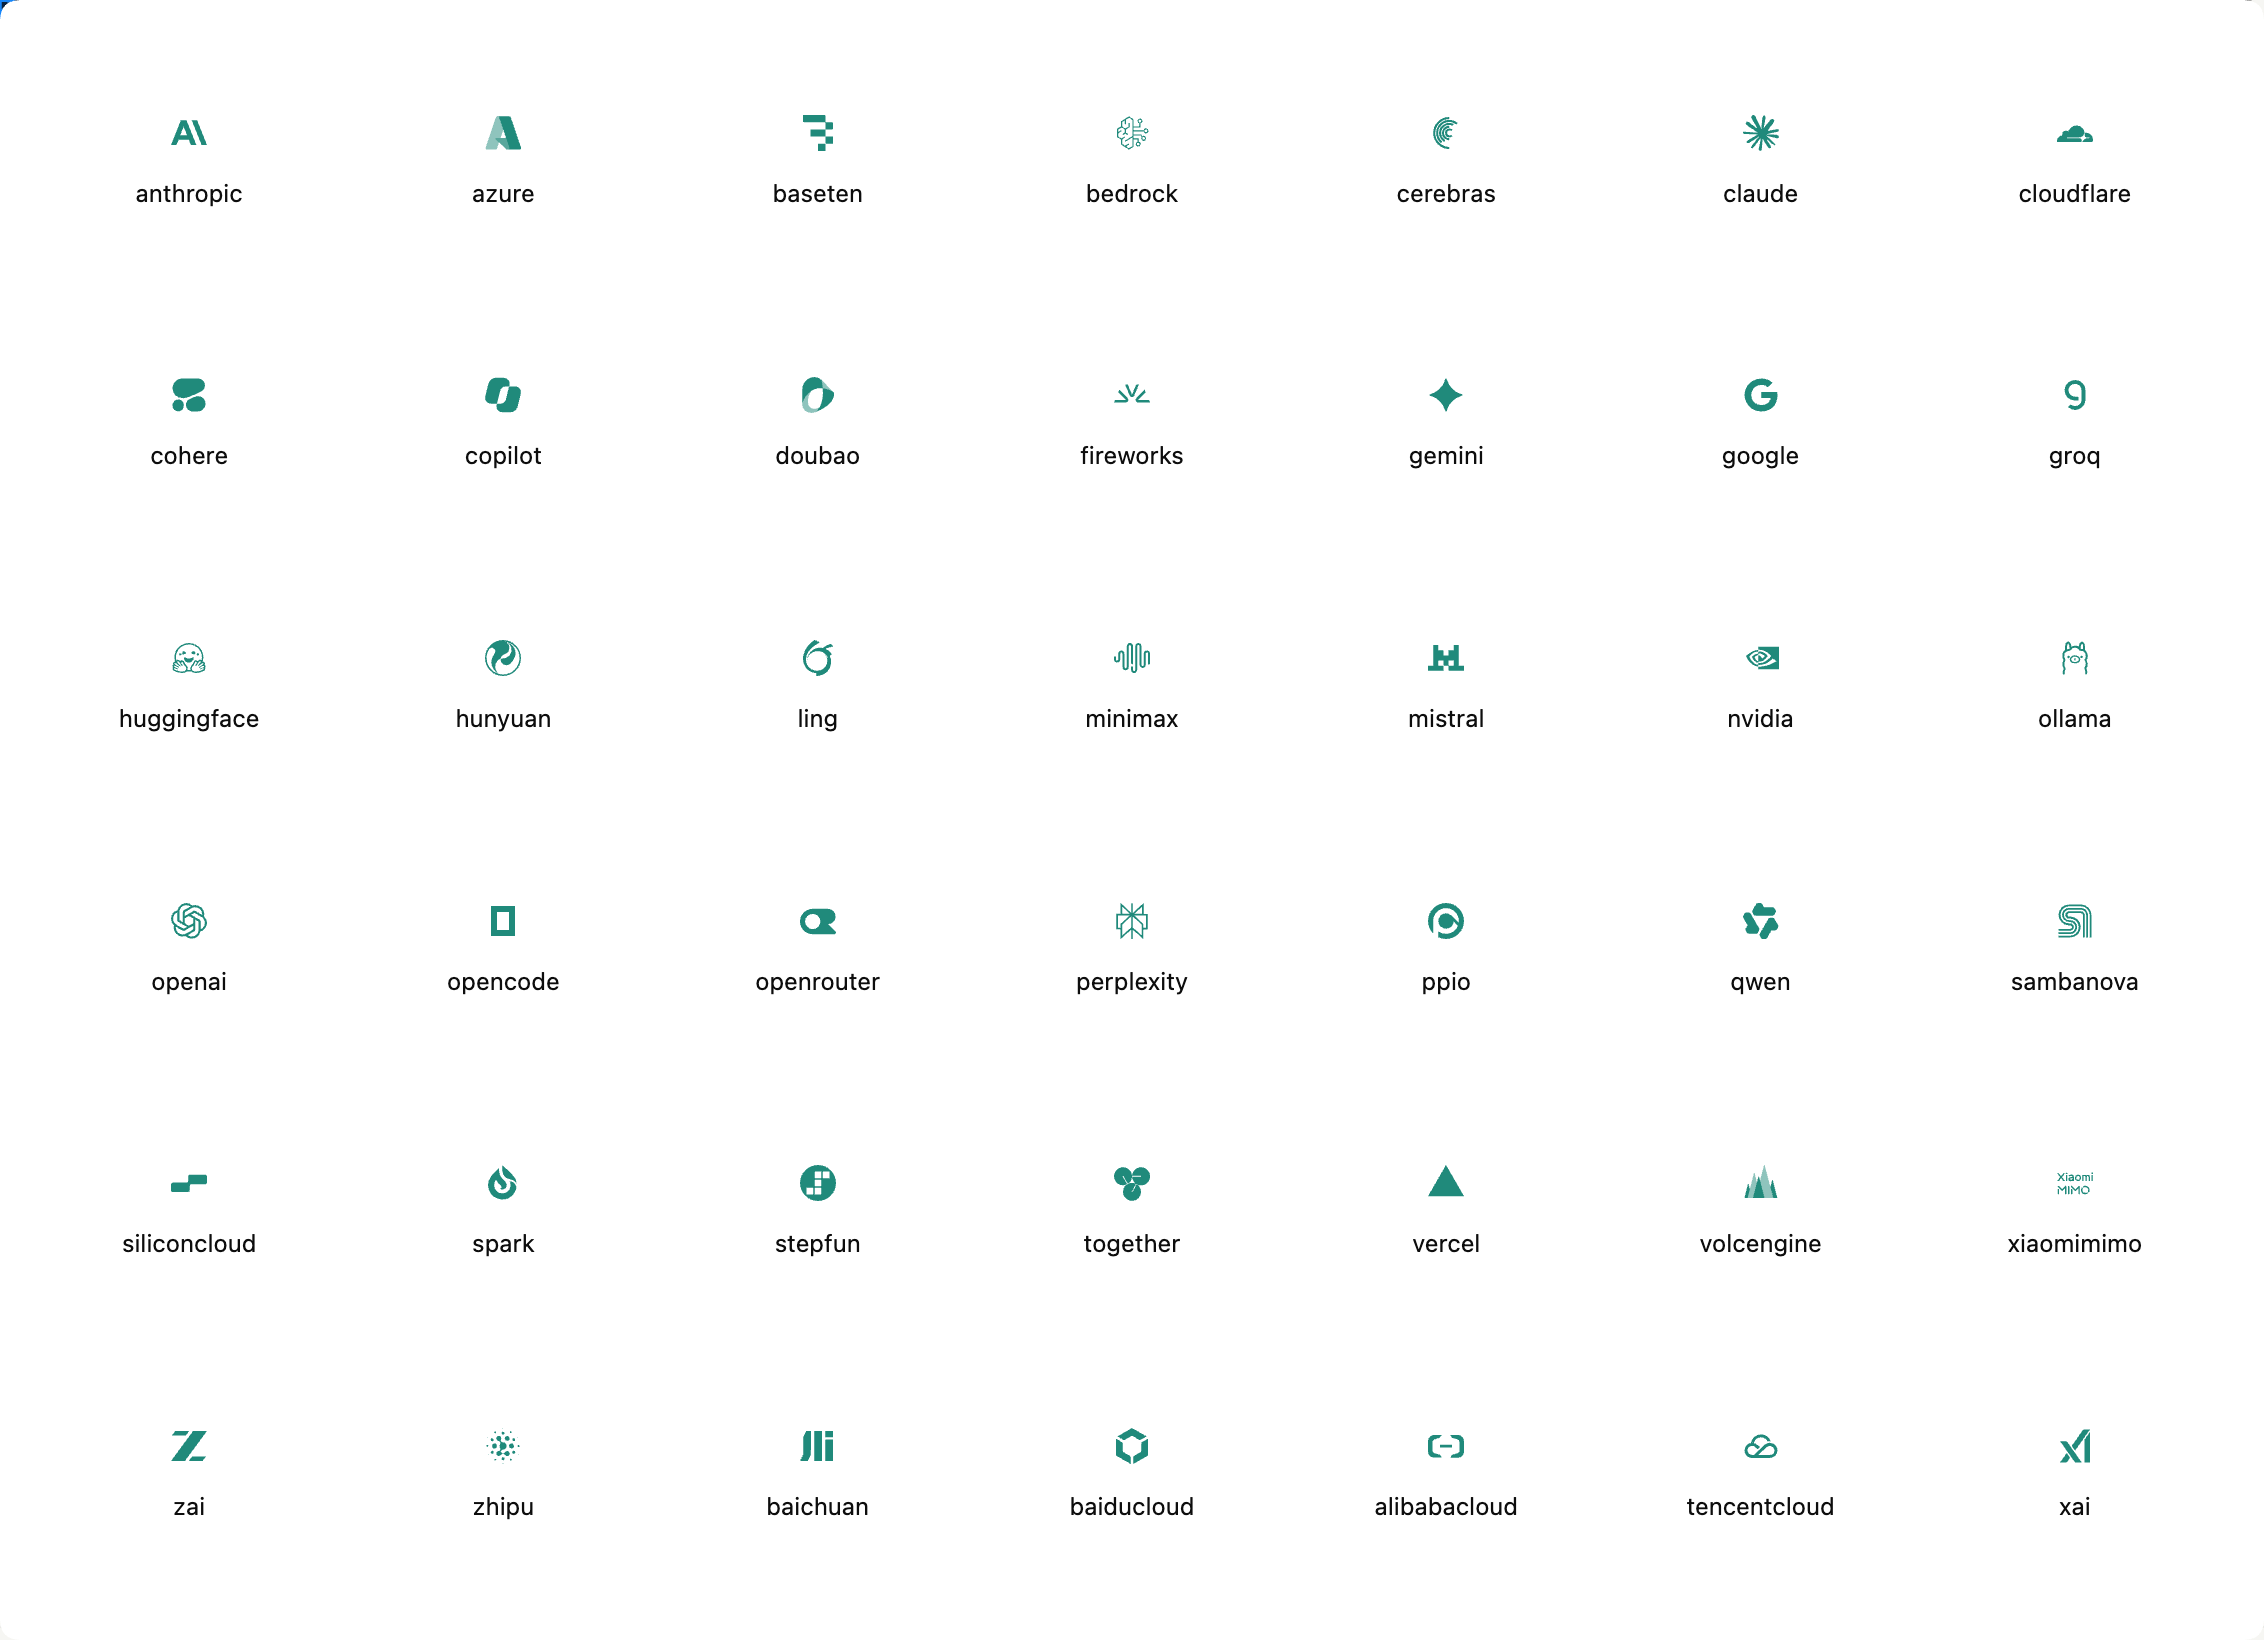 anthropic
azure
baseten
bedrock
cerebras
claude
cloudflare
cohere
copilot
doubao
fireworks
gemini
google
groq
huggingface
hunyuan
ling
minimax
mistral
nvidia
ollama
openai
opencode
openrouter
perplexity
ppio
qwen
sambanova
Xiaomi
MIMO
siliconcloud
spark
stepfun
together
vercel
volcengine
xiaomimimo
zai
zhipu
baichuan
baiducloud
alibabacloud
tencentcloud
xai